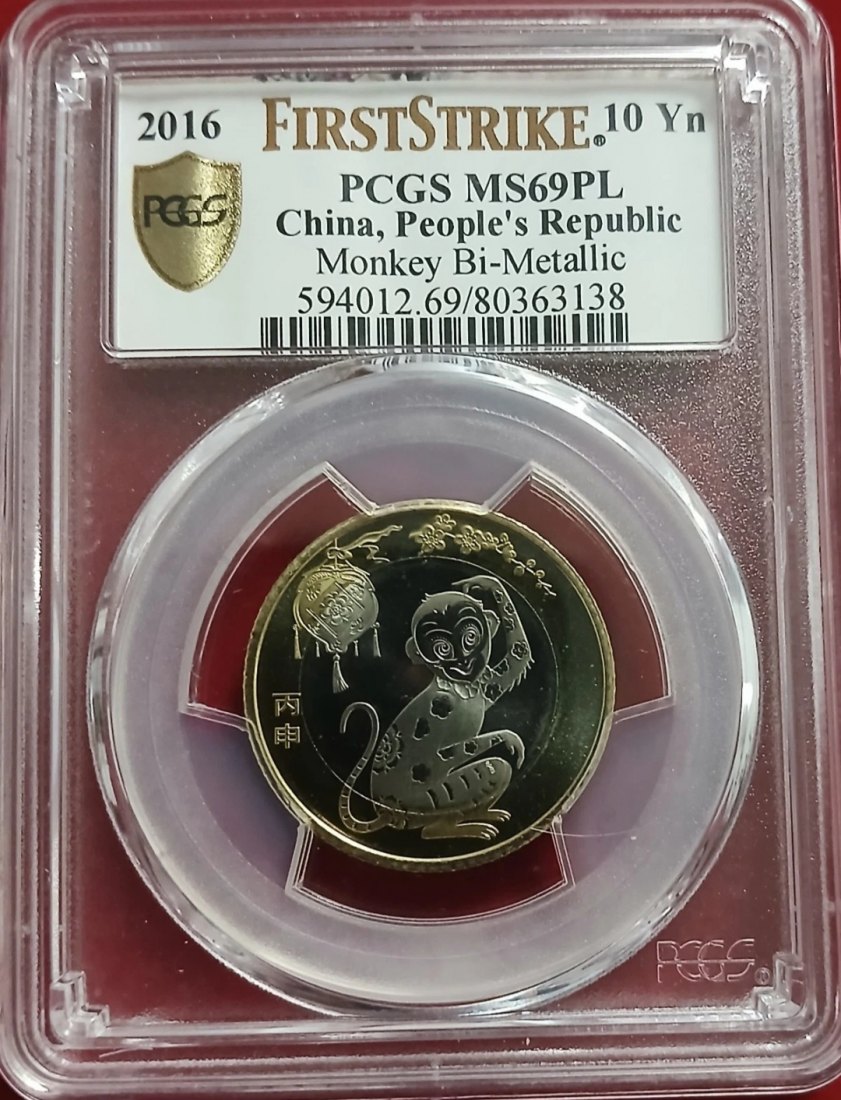 2016 FIRSTSTRIKE® 10 Yn
PCGS
PCGS MS69PL
China, People's Republic
Monkey Bi-Metallic
594012.69/80363138
丙申
PCGS®